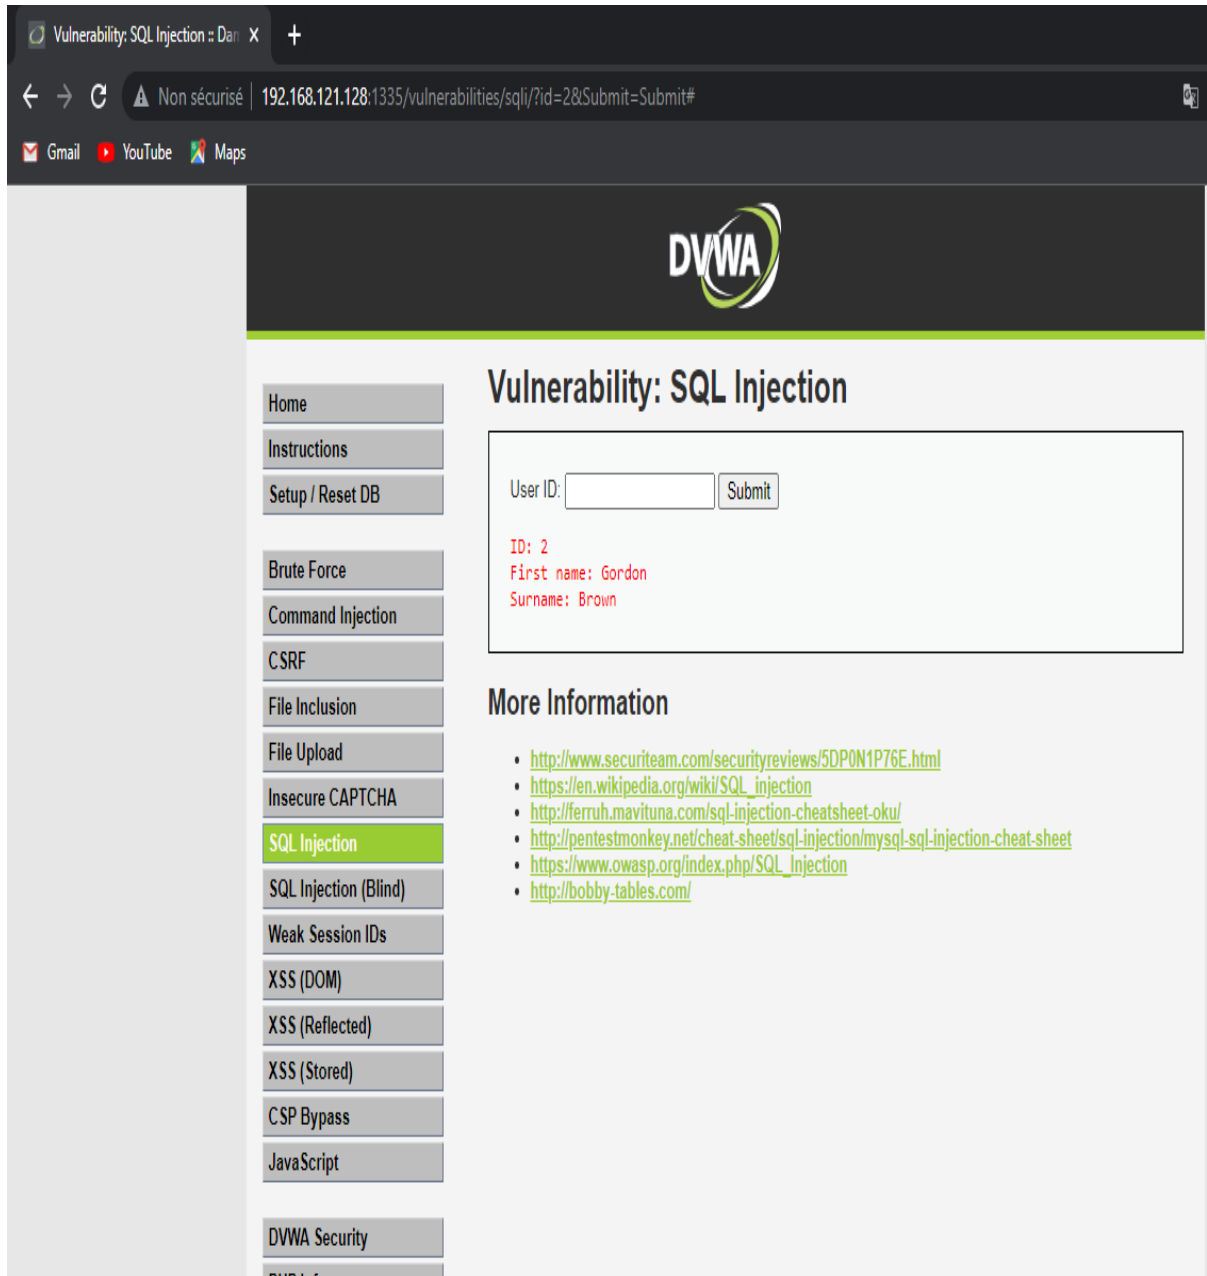 Vulnerability: SQL Injection :: Dan
Non sécurisé | 192.168.121.128:1335/vulnerabilities/sqli/?id=2&Submit=Submit#
Gmail YouTube Maps
DVWA
Vulnerability: SQL Injection
Home
Instructions
Setup / Reset DB
Brute Force
Command Injection
CSRF
File Inclusion
File Upload
Insecure CAPTCHA
SQL Injection
SQL Injection (Blind)
Weak Session IDs
XSS (DOM)
XSS (Reflected)
XSS (Stored)
CSP Bypass
JavaScript
DVWA Security
User ID: Submit
ID: 2
First name: Gordon
Surname: Brown
More Information
http://www.securiteam.com/securityreviews/5DP0N1P76E.html
https://en.wikipedia.org/wiki/SQL_injection
http://ferruh.mavituna.com/sql-injection-cheatsheet-oku/
http://pentestmonkey.net/cheat-sheet/sql-injection/mysql-sql-injection-cheat-sheet
https://www.owasp.org/index.php/SQL_Injection
http://bobby-tables.com/